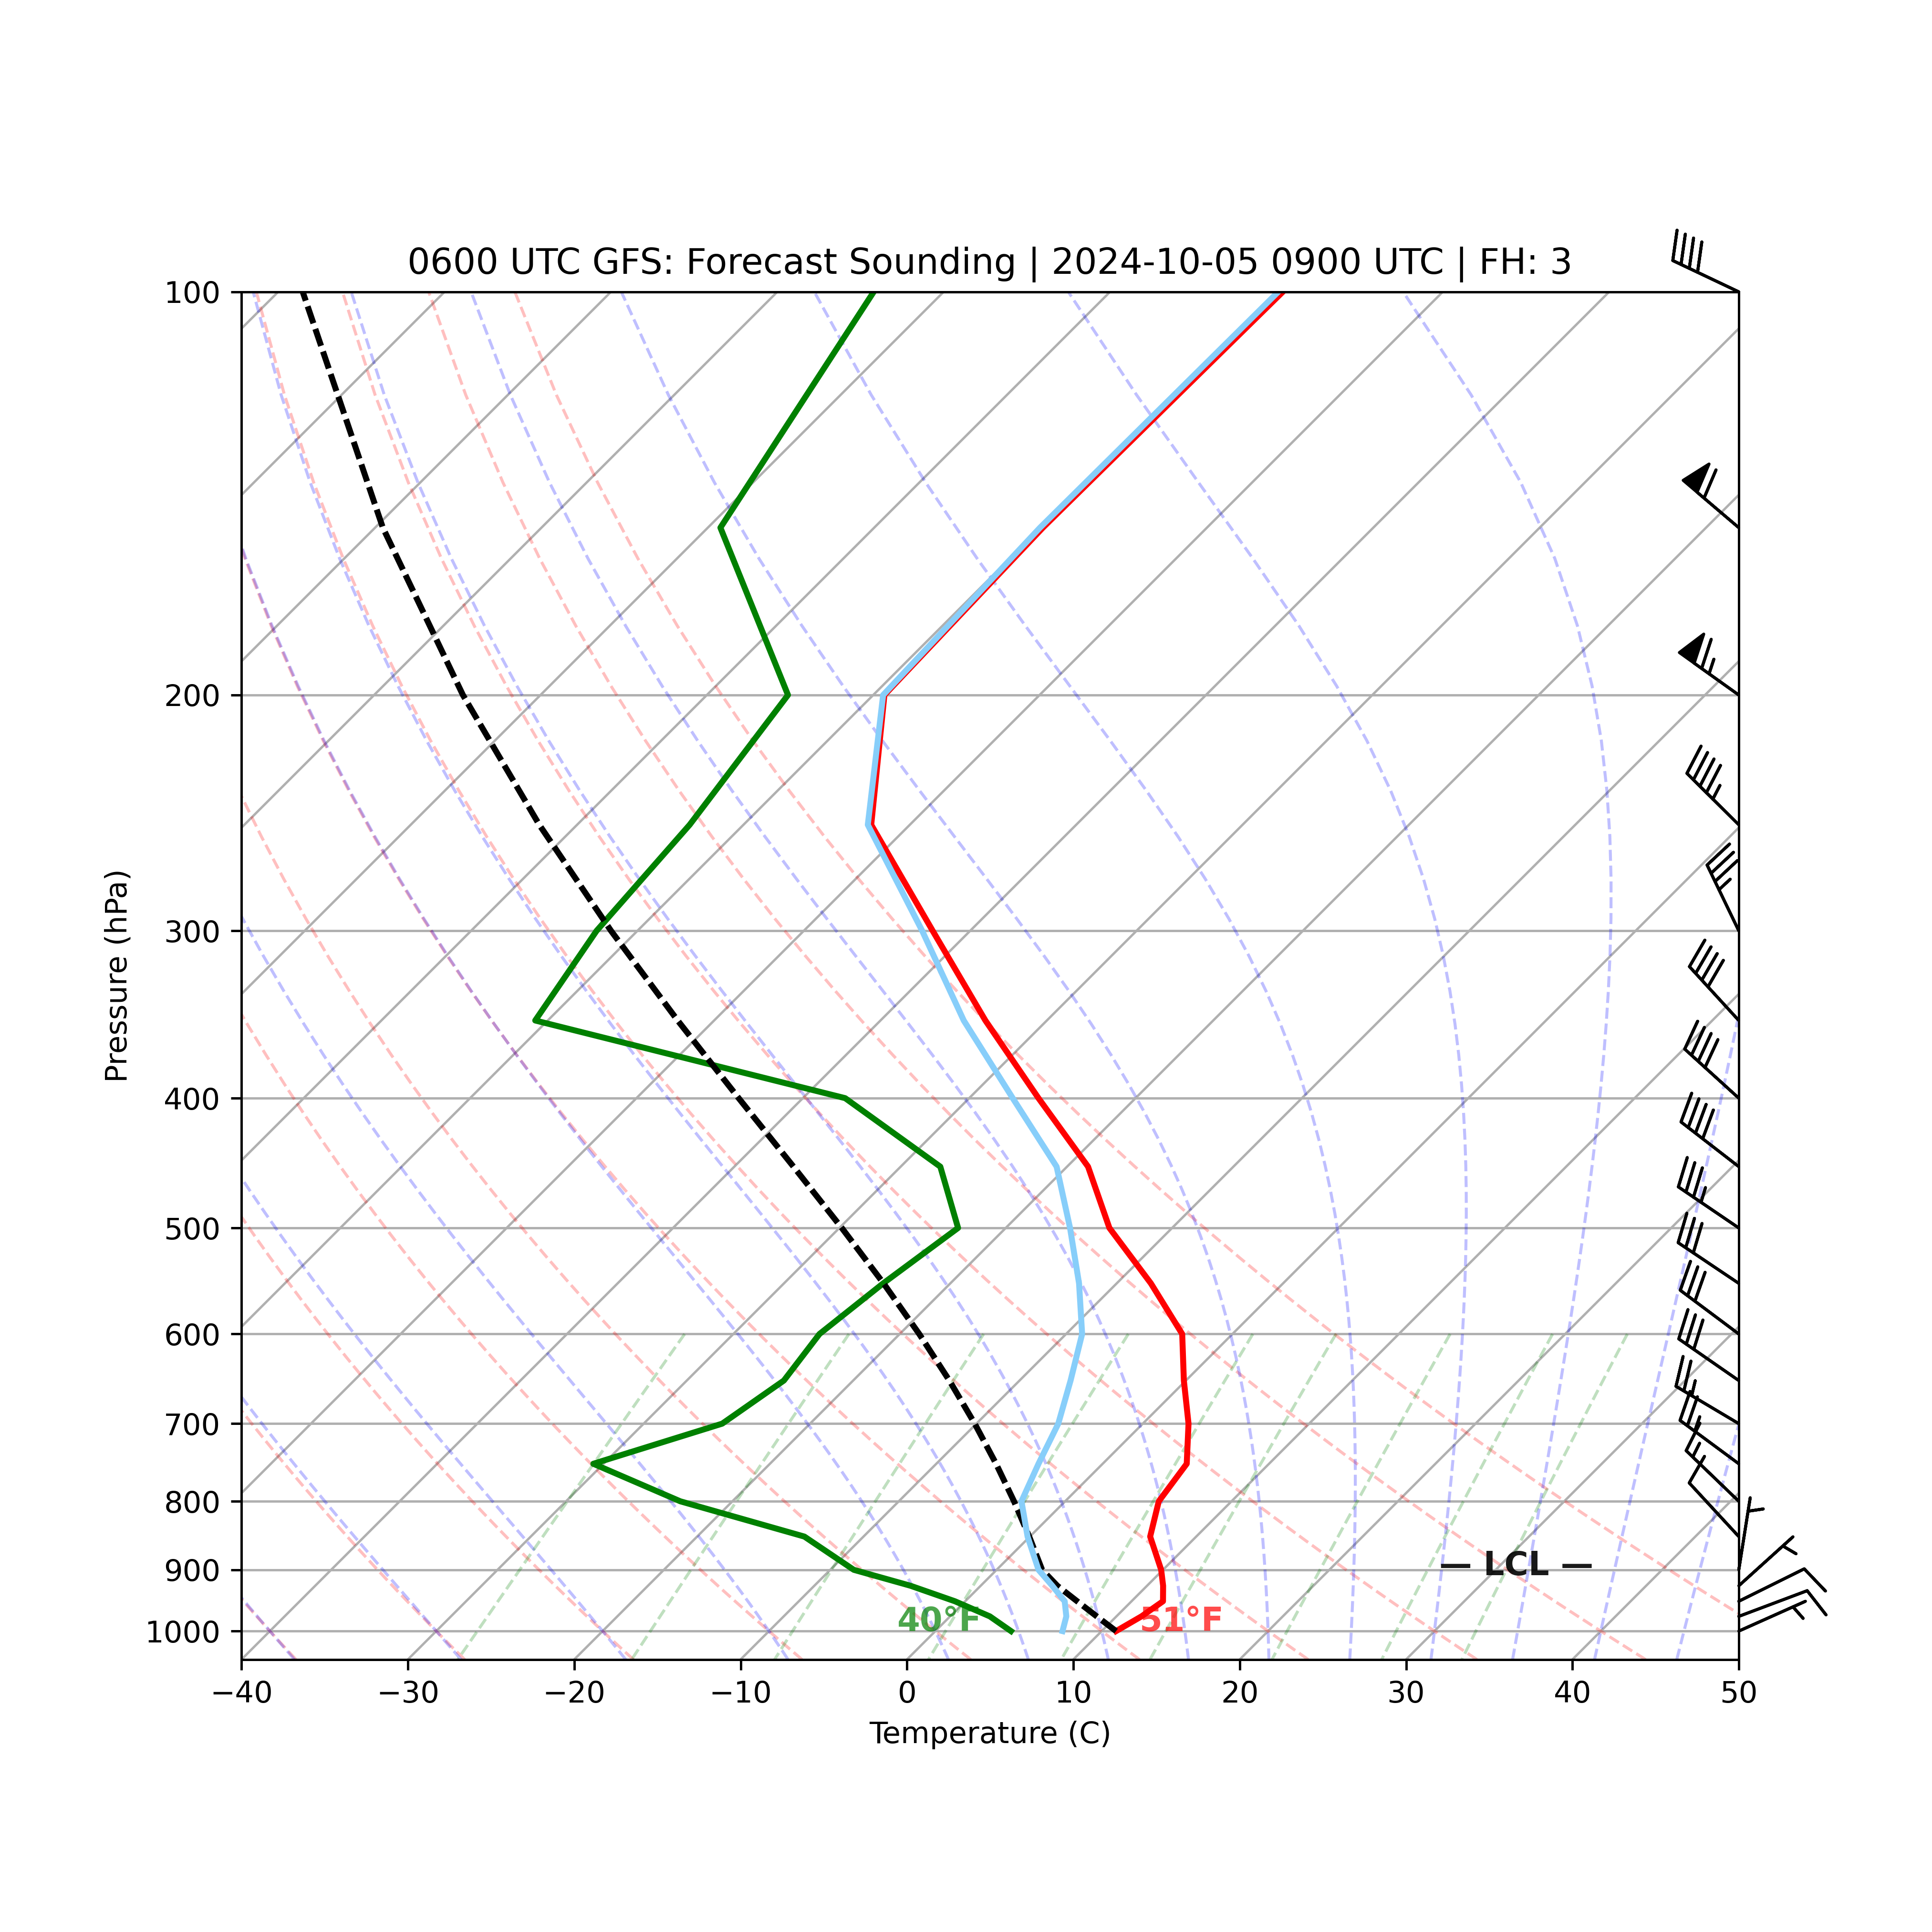 0600 UTC GFS: Forecast Sounding | 2024-10-05 0900 UTC | FH: 3
100
200
300
400
500
600
700
800
900
1000
Pressure (hPa)
— LCL —
40°F
51°F
−40 −30 −20 −10 0 10 20 30 40 50
Temperature (C)